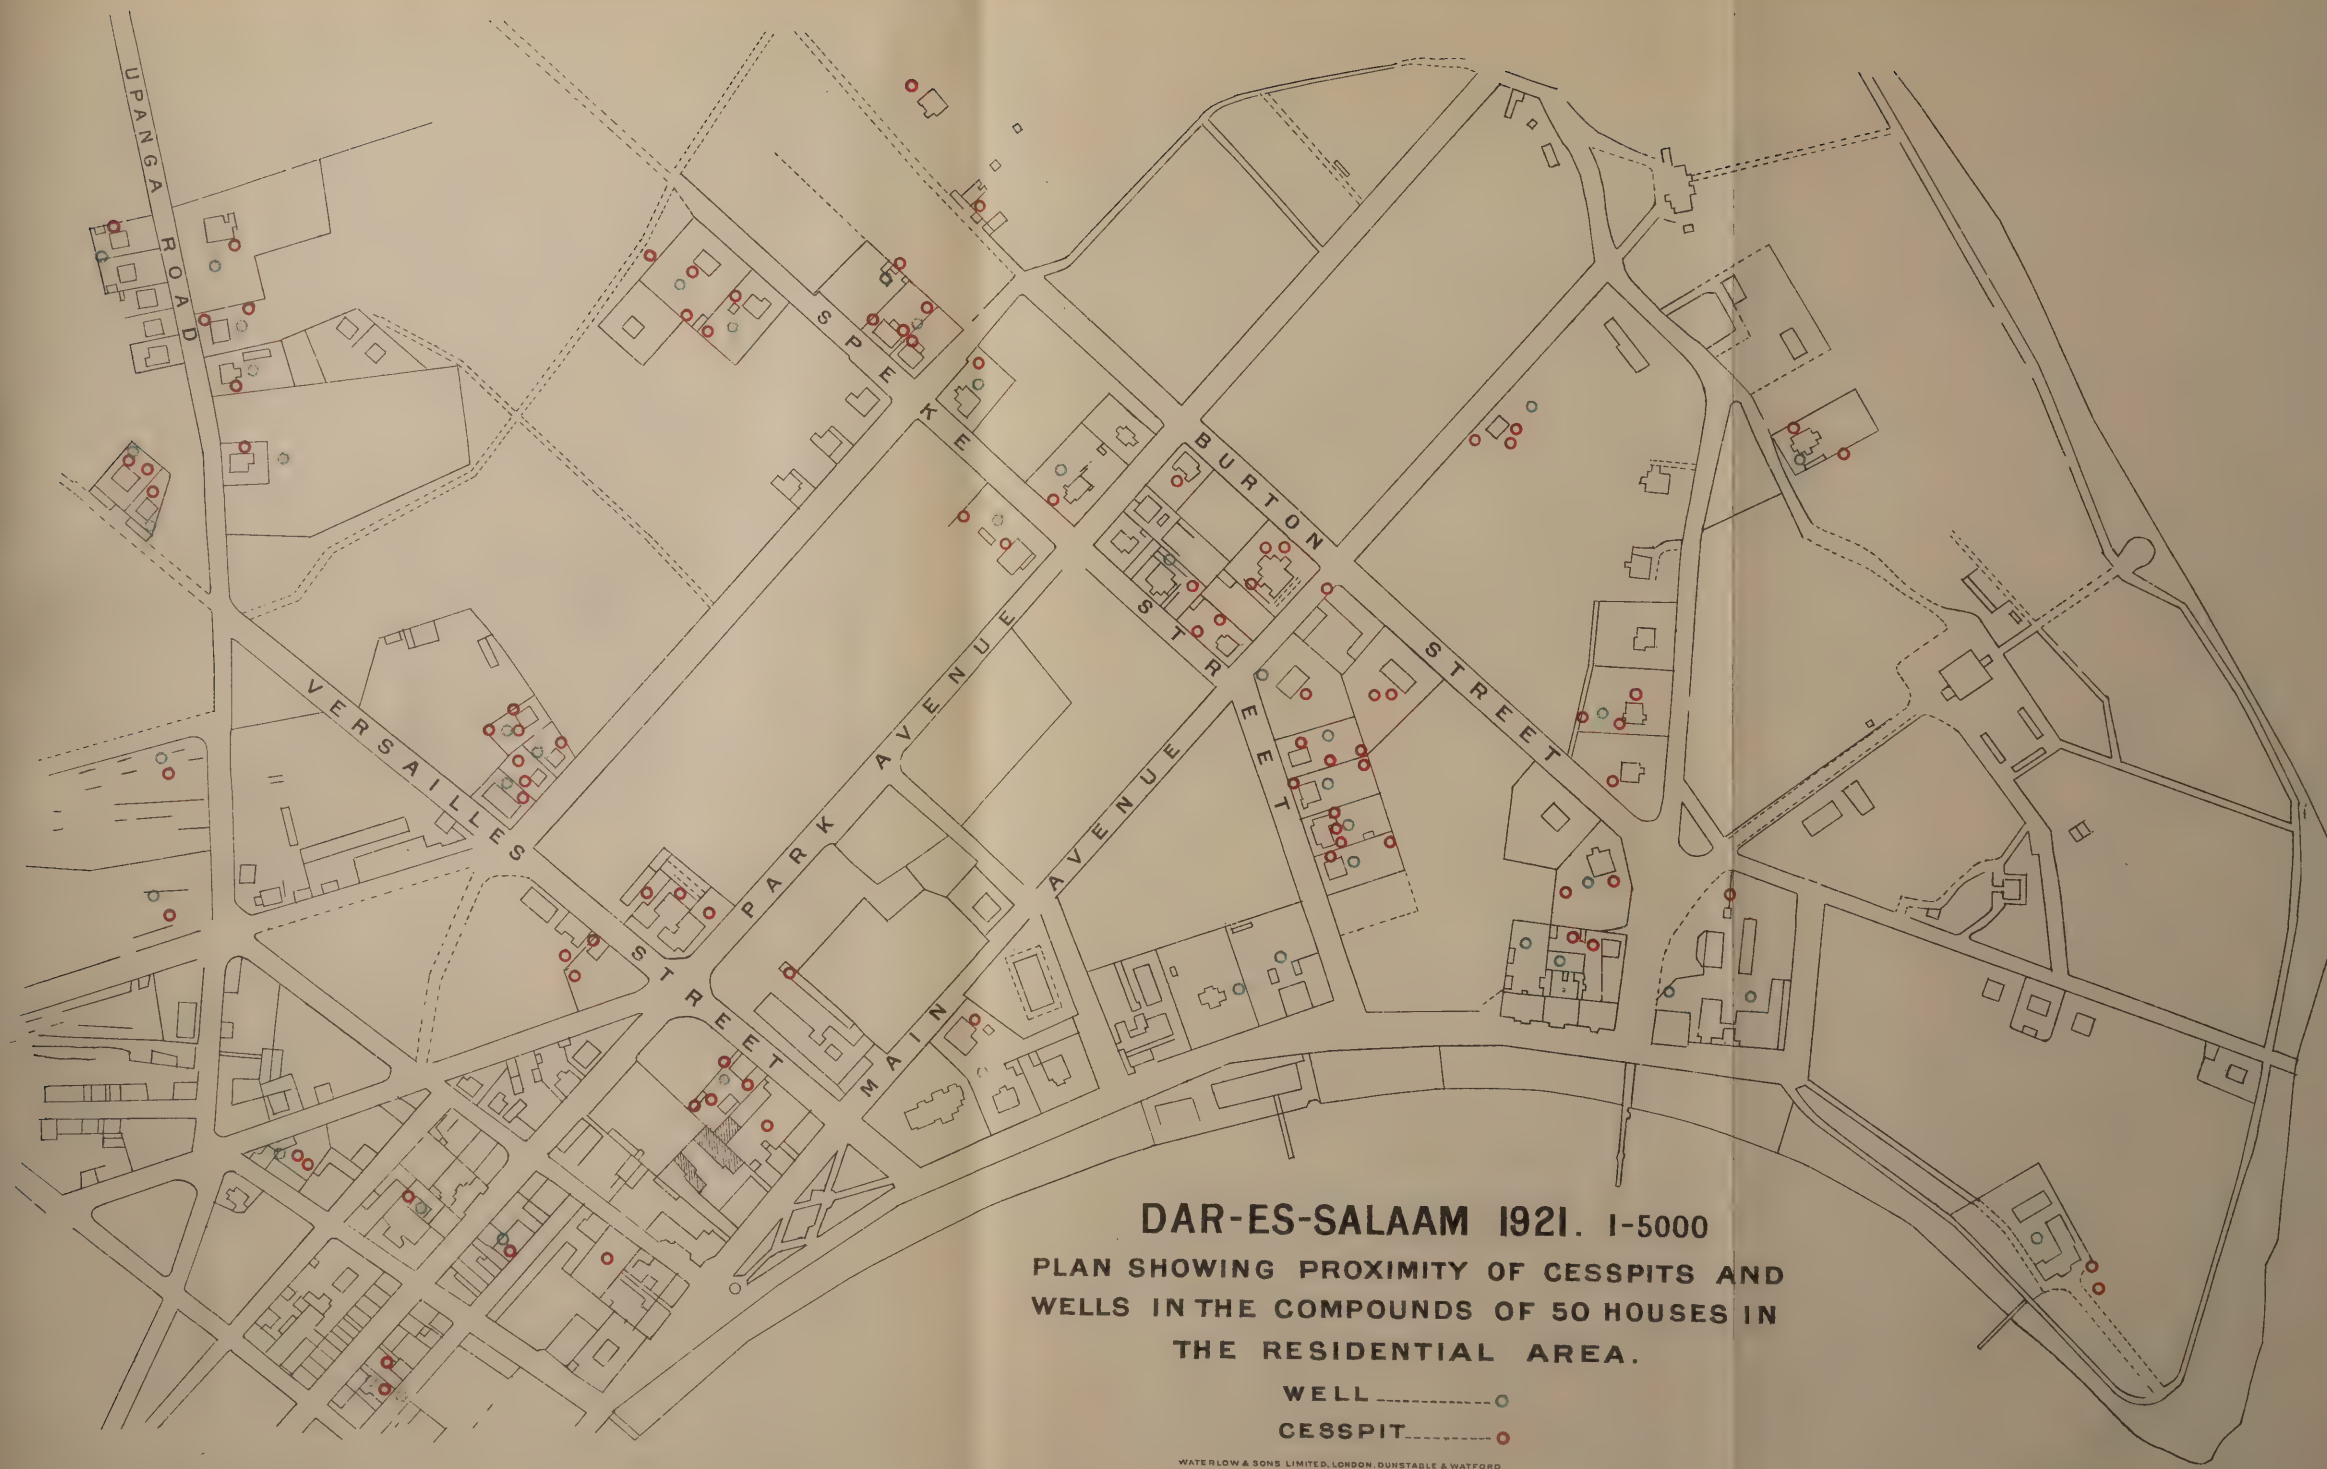 UPANGA ROAD
SPEKE STREET
BURTON STREET
VERSAILLES STREET
PARK AVENUE
MAIN AVENUE
DAR-ES-SALAAM 1921. 1-5000
PLAN SHOWING PROXIMITY OF CESSPITS AND
WELLS IN THE COMPOUNDS OF 50 HOUSES IN
THE RESIDENTIAL AREA.
WELL
CESSPIT
WATERLOW & SONS LIMITED, LONDON, DUNSTABLE & WATFORD